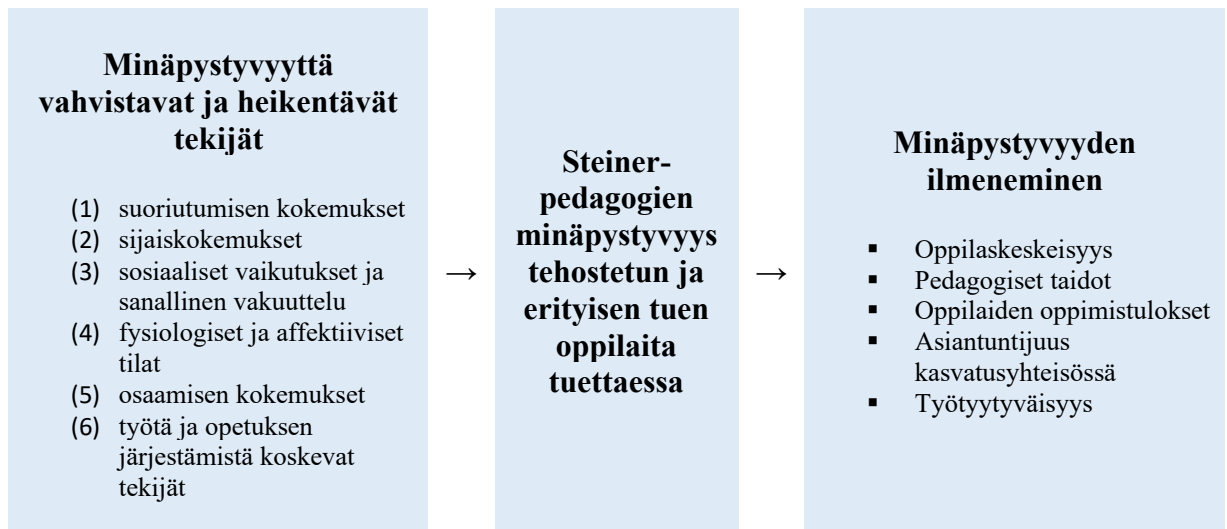 Minäpystyvyyttä
vahvistavat ja heikentävät
tekijät
(1) suoriutumisen kokemukset
(2) sijaiskokemukset
(3) sosiaaliset vaikutukset ja
sanallinen vakuuttelu
(4) fysiologiset ja affektiiviset
tilat
(5) osaamisen kokemukset
(6) työtä ja opetuksen
järjestämistä koskevat
tekijät
→
Steiner-
pedagogien
minäpystyvyys
tehostetun ja
erityisen tuen
oppilaita
tuettaessa
→
Minäpystyvyyden
ilmeneminen
▪ Oppilaskeskeisyys
▪ Pedagogiset taidot
▪ Oppilaiden oppimistulokset
▪ Asiantuntijuus
kasvatusyhteisössä
▪ Työtyytyväisyys